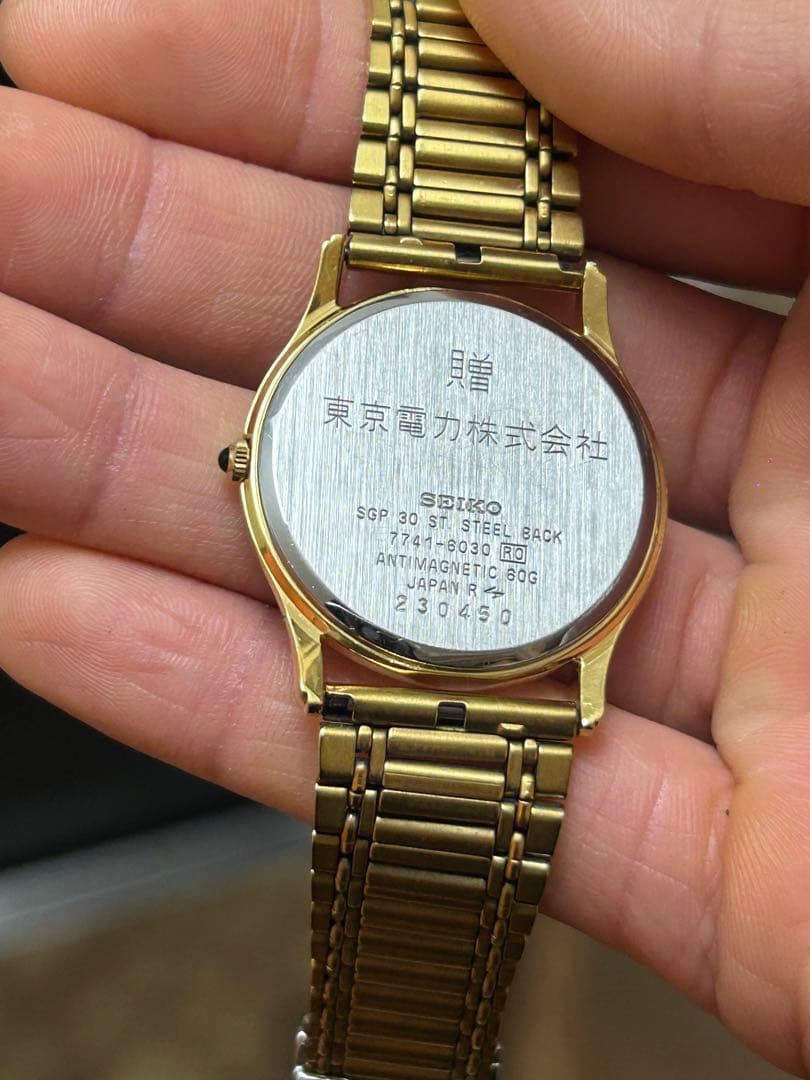 贈
東京電力株式会社
SEIKO
SGP 30 ST. STEEL BACK
7741-6030 RO
ANTIMAGNETIC 60G
JAPAN R
230450